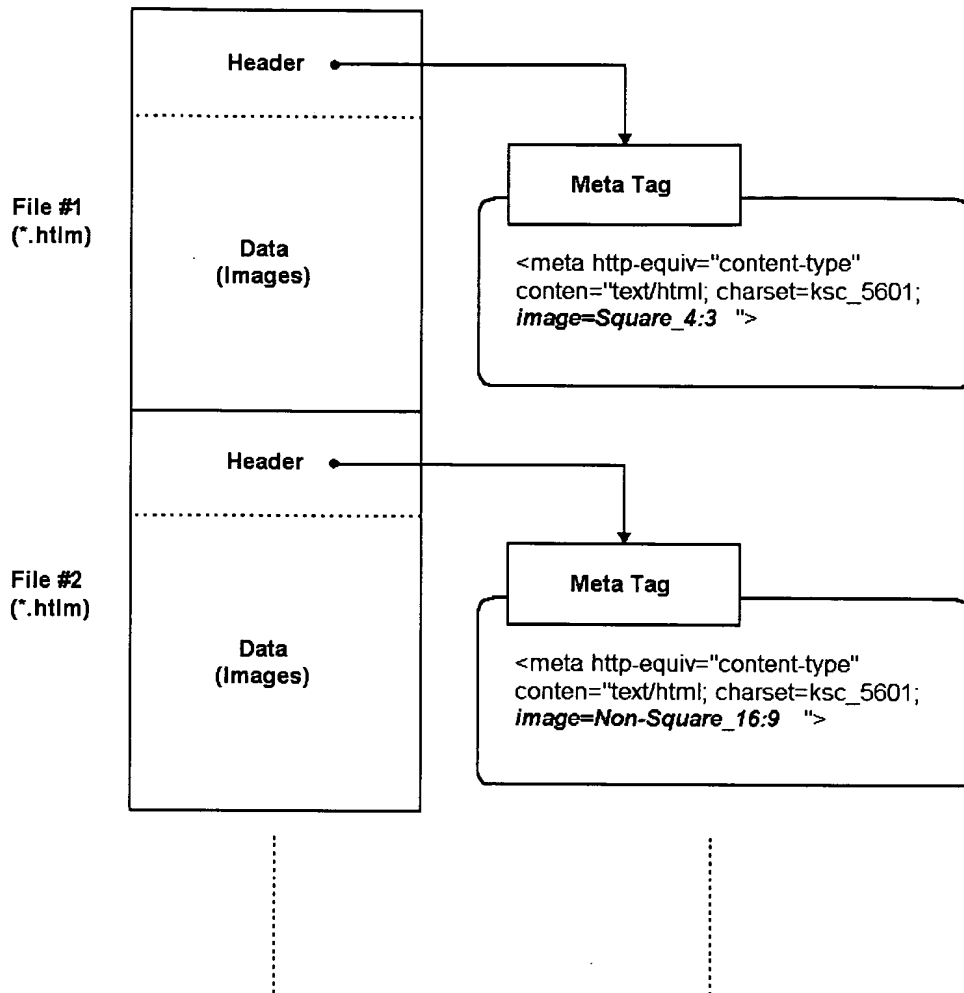 Header
Meta Tag
File #1
(*.htlm)
Data
(Images)
<meta http-equiv="content-type"
conten="text/html; charset=ksc_5601;
image=Square_4:3 ">
Header
Meta Tag
File #2
(*.htlm)
Data
(Images)
<meta http-equiv="content-type"
conten="text/html; charset=ksc_5601;
image=Non-Square_16:9 ">